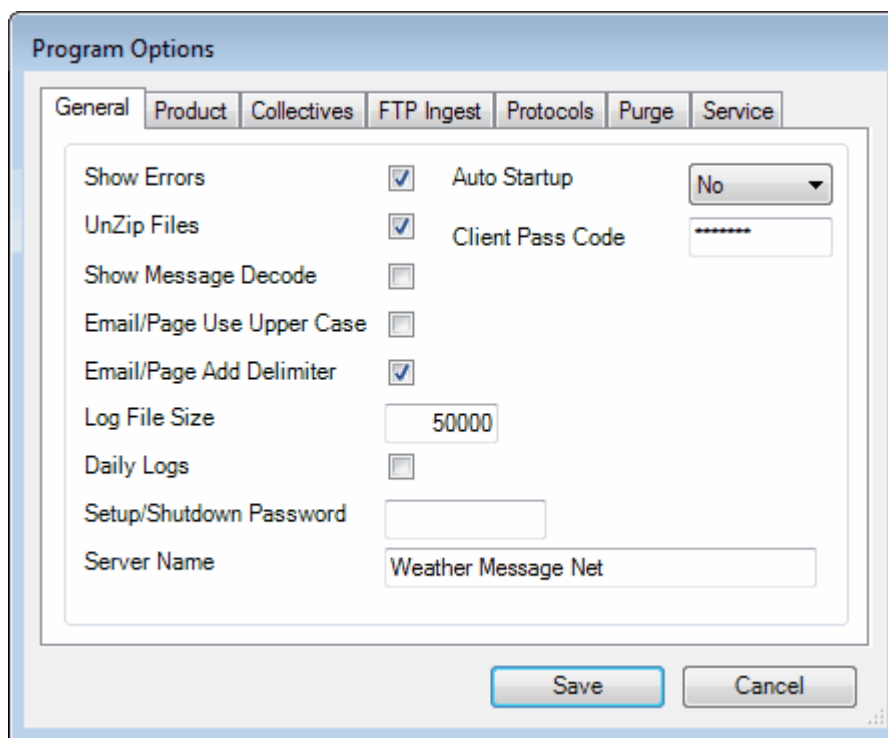 Program Options
General Product Collectives FTP Ingest Protocols Purge Service
Show Errors Auto Startup No
UnZip Files Client Pass Code *******
Show Message Decode
Email/Page Use Upper Case
Email/Page Add Delimiter
Log File Size 50000
Daily Logs
Setup/Shutdown Password
Server Name Weather Message Net
Save Cancel